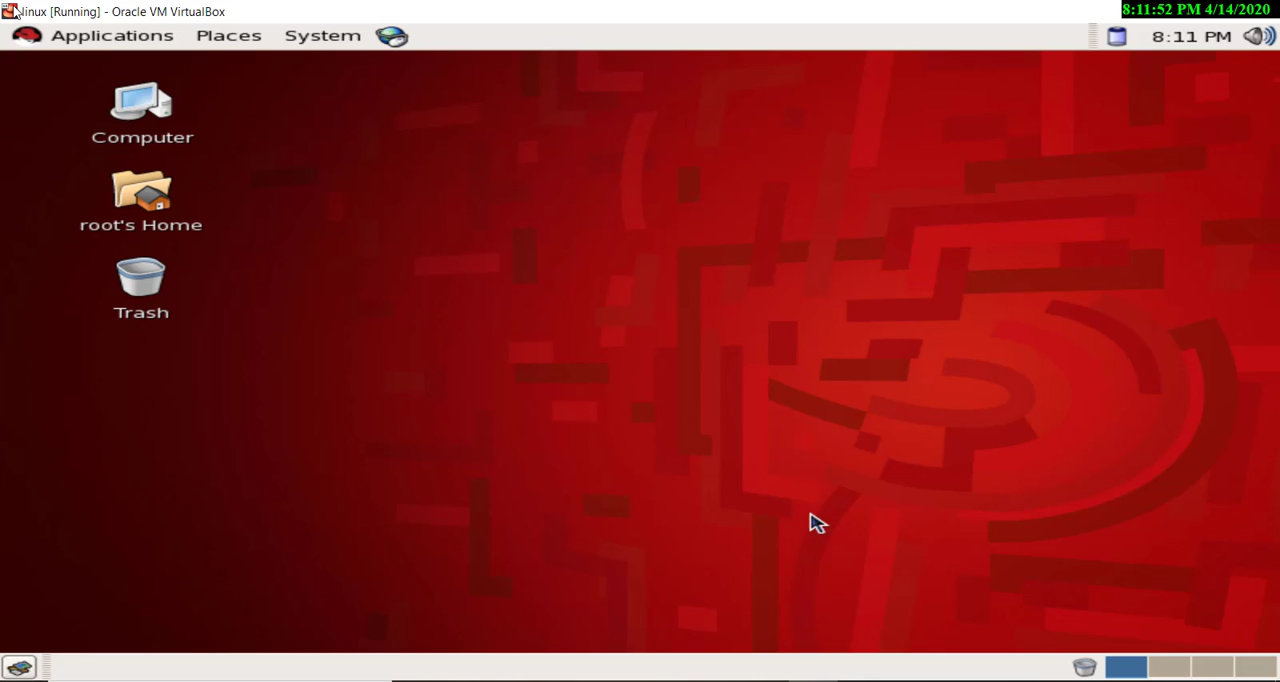 linux [Running] - Oracle VM VirtualBox
8:11:52 PM 4/14/2020
Applications Places System
8:11 PM
Computer
root's Home
Trash